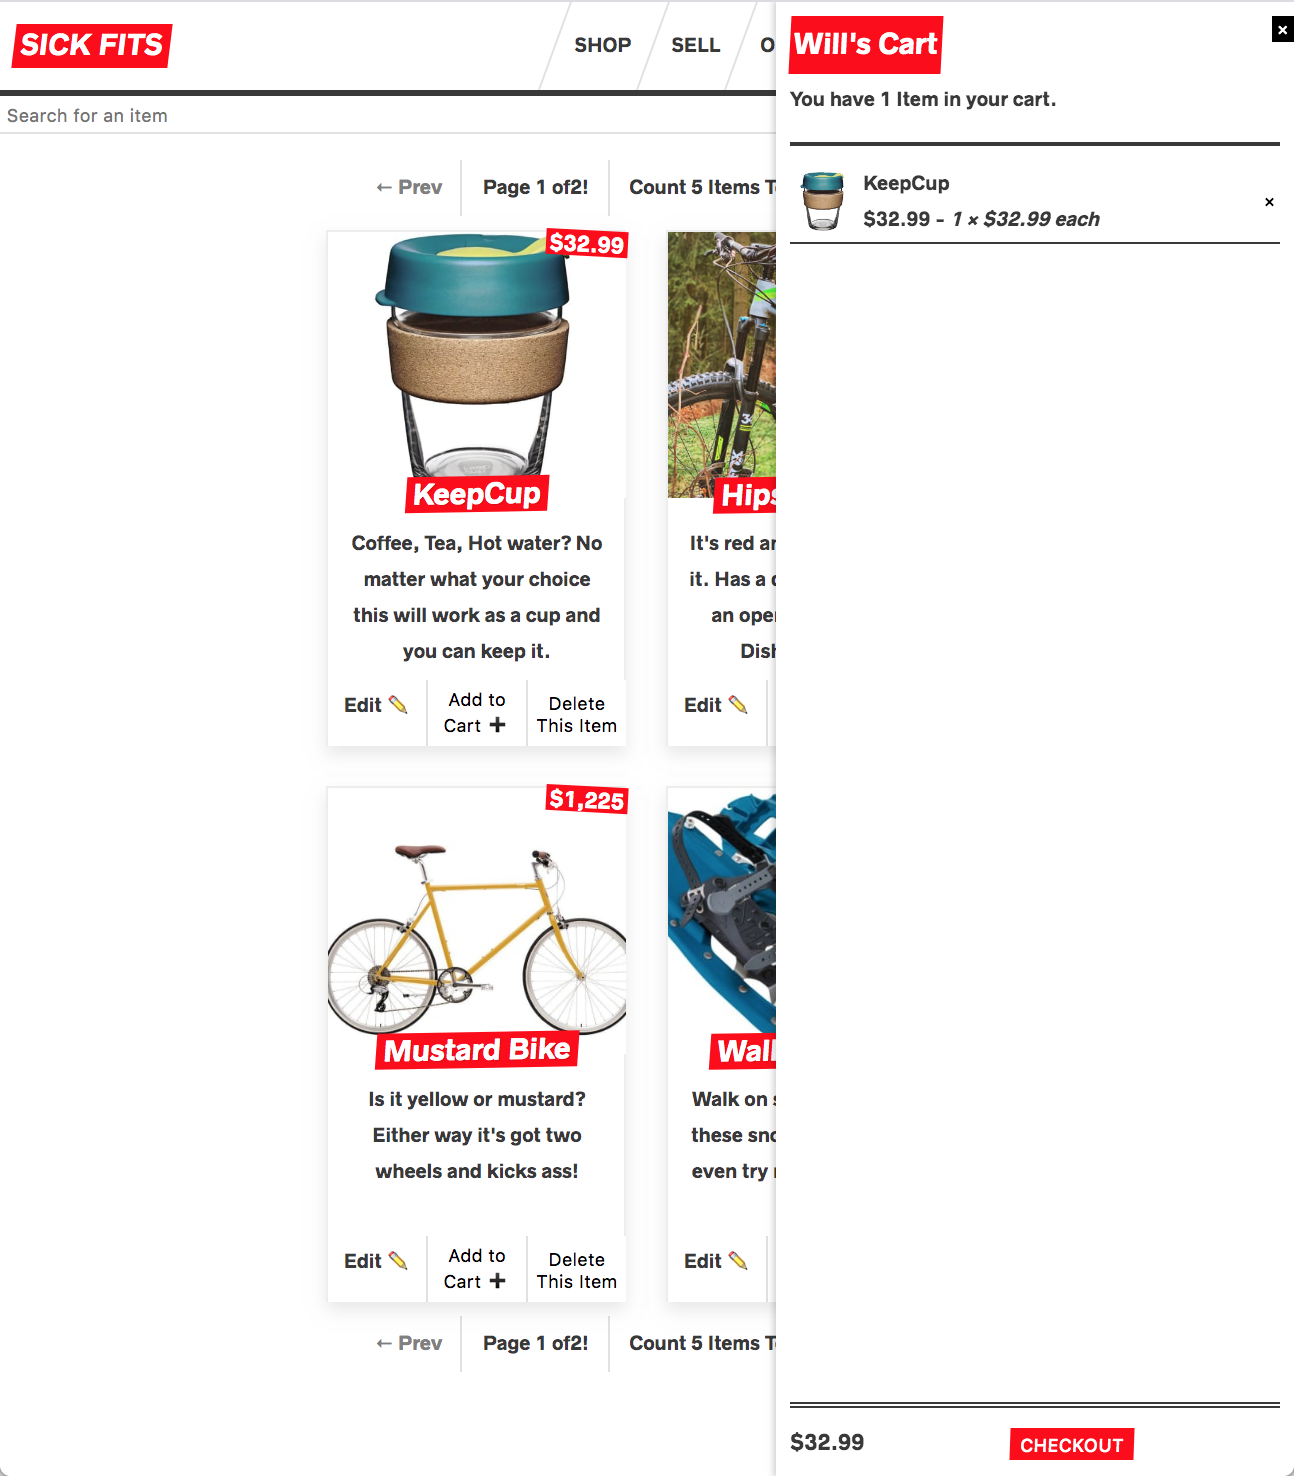 SICK FITS
SHOP
SELL
O
Search for an item
← Prev
Page 1 of2!
Count 5 Items T
$32.99
KeepCup
Coffee, Tea, Hot water? No
matter what your choice
this will work as a cup and
you can keep it.
Edit ✏️
Add to
Cart ➕
Delete
This Item
Hips
It's red ar
it. Has a
an oper
Dish
Edit ✏️
$1,225
Mustard Bike
Is it yellow or mustard?
Either way it's got two
wheels and kicks ass!
Edit ✏️
Add to
Cart ➕
Delete
This Item
Wall
Walk on
these sno
even try
Edit ✏️
← Prev
Page 1 of2!
Count 5 Items T
Will's Cart
×
You have 1 Item in your cart.
KeepCup
$32.99 - 1 × $32.99 each
×
$32.99
CHECKOUT